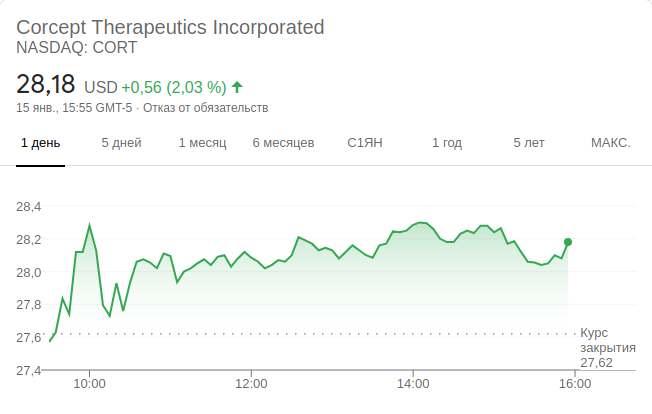 Corcept Therapeutics Incorporated
NASDAQ: CORT
28,18 USD +0,56 (2,03 %)
15 янв., 15:55 GMT-5 · Отказ от обязательств
1 день 5 дней 1 месяц 6 месяцев С1ЯН 1 год 5 лет МАКС.
28,4
28,2
28,0
27,8
27,6
27,4
Курс
закрытия
27,62
10:00 12:00 14:00 16:00